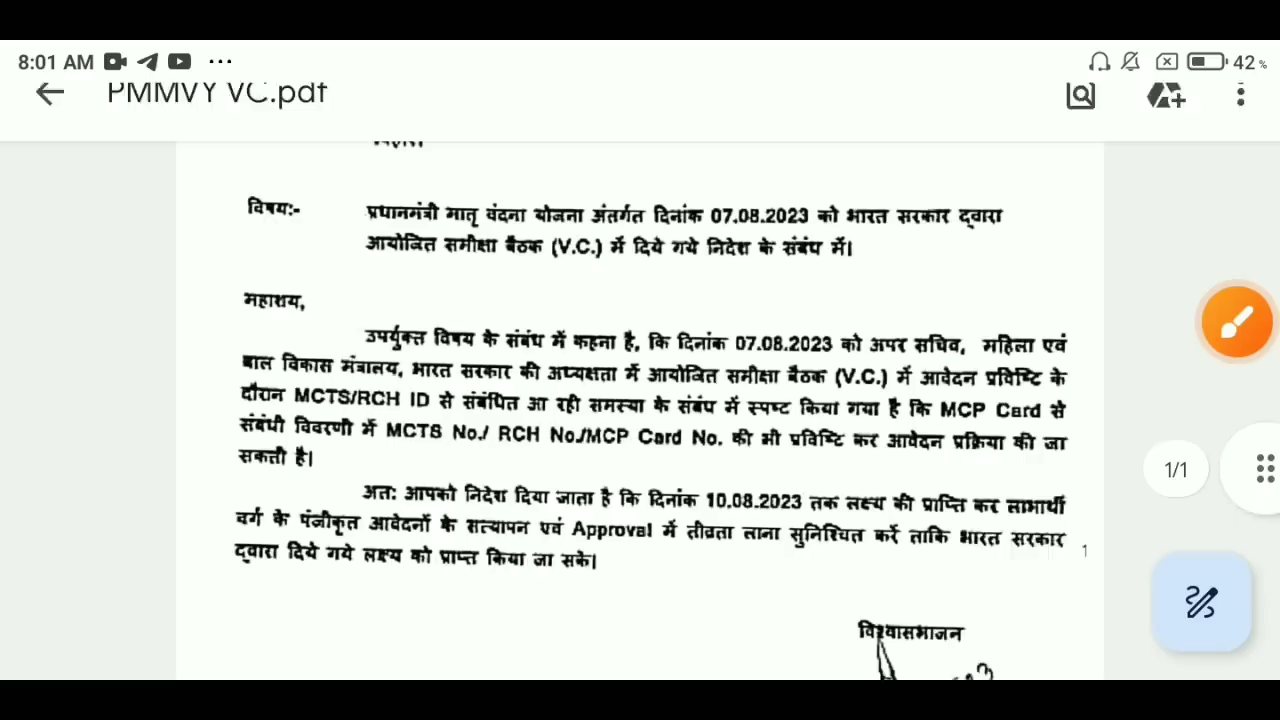 8:01 AM
42 %
PMMVY VC.pdf
विषयः- प्रधानमंत्री मातृ वंदना योजना अंतर्गत दिनांक 07.08.2023 को भारत सरकार द्वारा
आयोजित समीक्षा बैठक (V.C.) में दिये गये निदेश के संबंध में।
महाशय,
उपर्युक्त विषय के संबंध में कहना है, कि दिनांक 07.08.2023 को अपर सचिव, महिला एवं
बाल विकास मंत्रालय, भारत सरकार की अध्यक्षता में आयोजित समीक्षा बैठक (V.C.) में आवेदन प्रविष्टि के
दौरान MCTS/RCH ID से संबंधित आ रही समस्या के संबंध में स्पष्ट किया गया है कि MCP Card से
संबंधी विवरणी में MCTS No./ RCH No./MCP Card No. की भी प्रविष्टि कर आवेदन प्रक्रिया की जा
सकती है।
1/1
अतः आपको निदेश दिया जाता है कि दिनांक 10.08.2023 तक लक्ष्य की प्राप्ति कर लाभार्थी
वर्ग के पंजीकृत आवेदनों के सत्यापन एवं Approval में तीव्रता लाना सुनिश्चित करें ताकि भारत सरकार
द्वारा दिये गये लक्ष्य को प्राप्त किया जा सके।
1
विश्वासभाजन